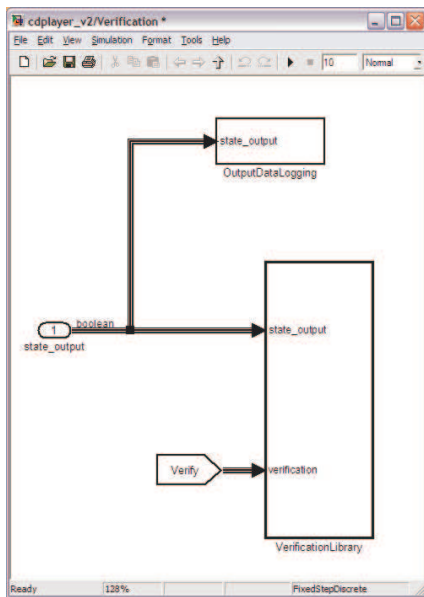 cdplayer_v2/Verification *
File Edit View Simulation Format Tools Help
10 Normal
state_output
OutputDataLogging
boolean
1
state_output
state_output
Verify
verification
VerificationLibrary
Ready 128% FixedStepDiscrete